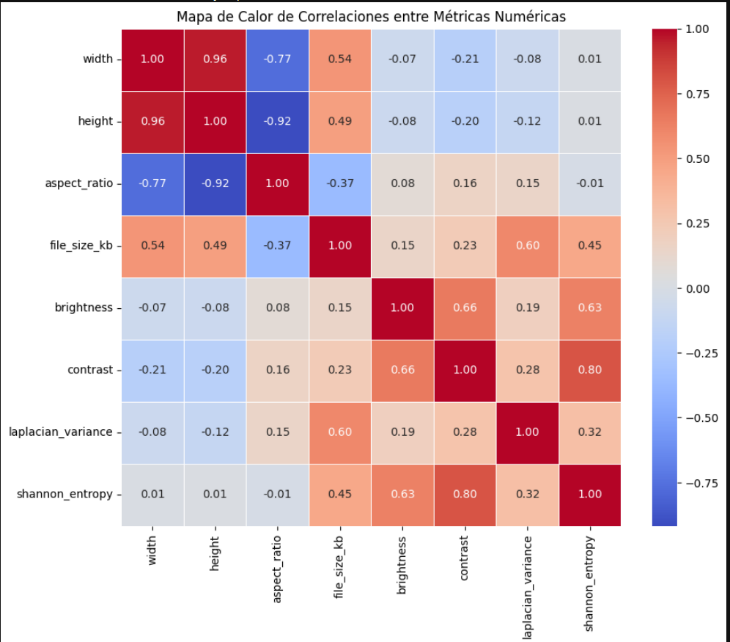 Mapa de Calor de Correlaciones entre Métricas Numéricas
width 1.00 0.96 -0.77 0.54 -0.07 -0.21 -0.08 0.01
height 0.96 1.00 -0.92 0.49 -0.08 -0.20 -0.12 0.01
aspect_ratio -0.77 -0.92 1.00 -0.37 0.08 0.16 0.15 -0.01
file_size_kb 0.54 0.49 -0.37 1.00 0.15 0.23 0.60 0.45
brightness -0.07 -0.08 0.08 0.15 1.00 0.66 0.19 0.63
contrast -0.21 -0.20 0.16 0.23 0.66 1.00 0.28 0.80
laplacian_variance -0.08 -0.12 0.15 0.60 0.19 0.28 1.00 0.32
shannon_entropy 0.01 0.01 -0.01 0.45 0.63 0.80 0.32 1.00
width
height
aspect_ratio
file_size_kb
brightness
contrast
laplacian_variance
shannon_entropy
1.00
0.75
0.50
0.25
0.00
−0.25
−0.50
−0.75